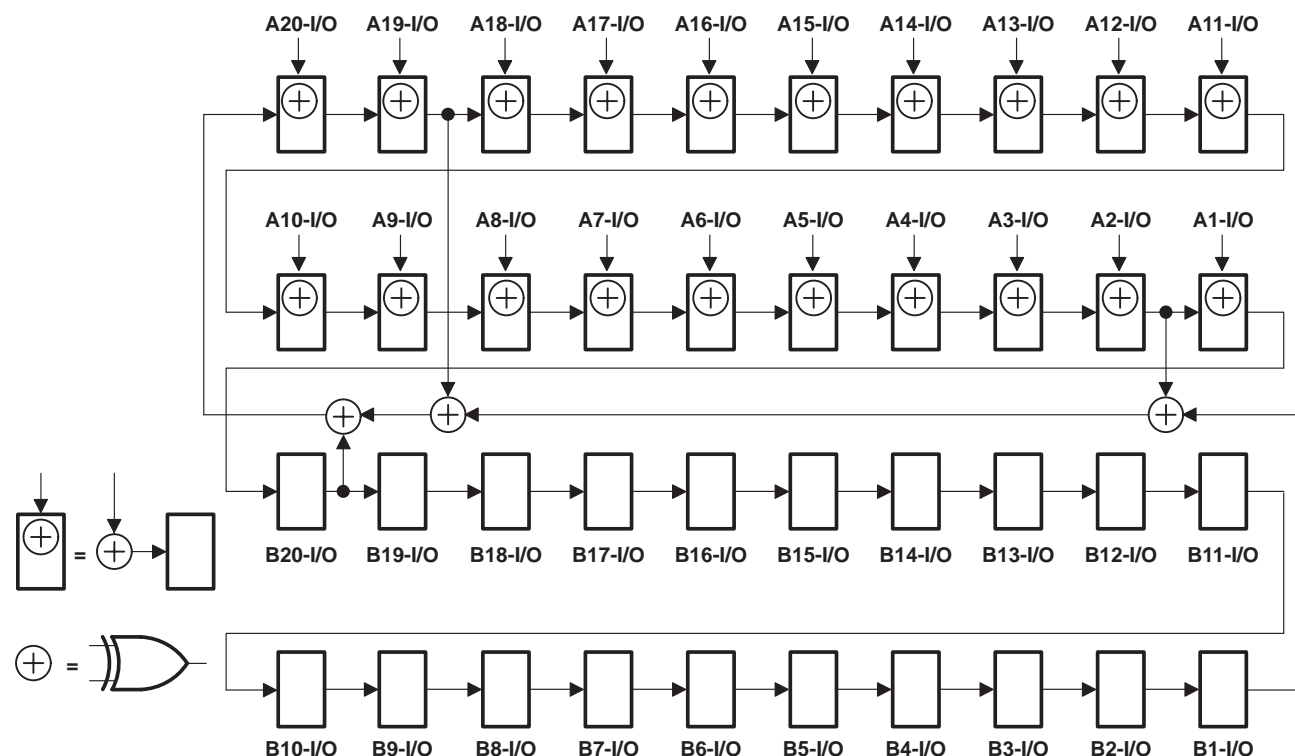 A20-I/O A19-I/O A18-I/O A17-I/O A16-I/O A15-I/O A14-I/O A13-I/O A12-I/O A11-I/O
A10-I/O A9-I/O A8-I/O A7-I/O A6-I/O A5-I/O A4-I/O A3-I/O A2-I/O A1-I/O
=
B20-I/O B19-I/O B18-I/O B17-I/O B16-I/O B15-I/O B14-I/O B13-I/O B12-I/O B11-I/O
=
B10-I/O B9-I/O B8-I/O B7-I/O B6-I/O B5-I/O B4-I/O B3-I/O B2-I/O B1-I/O